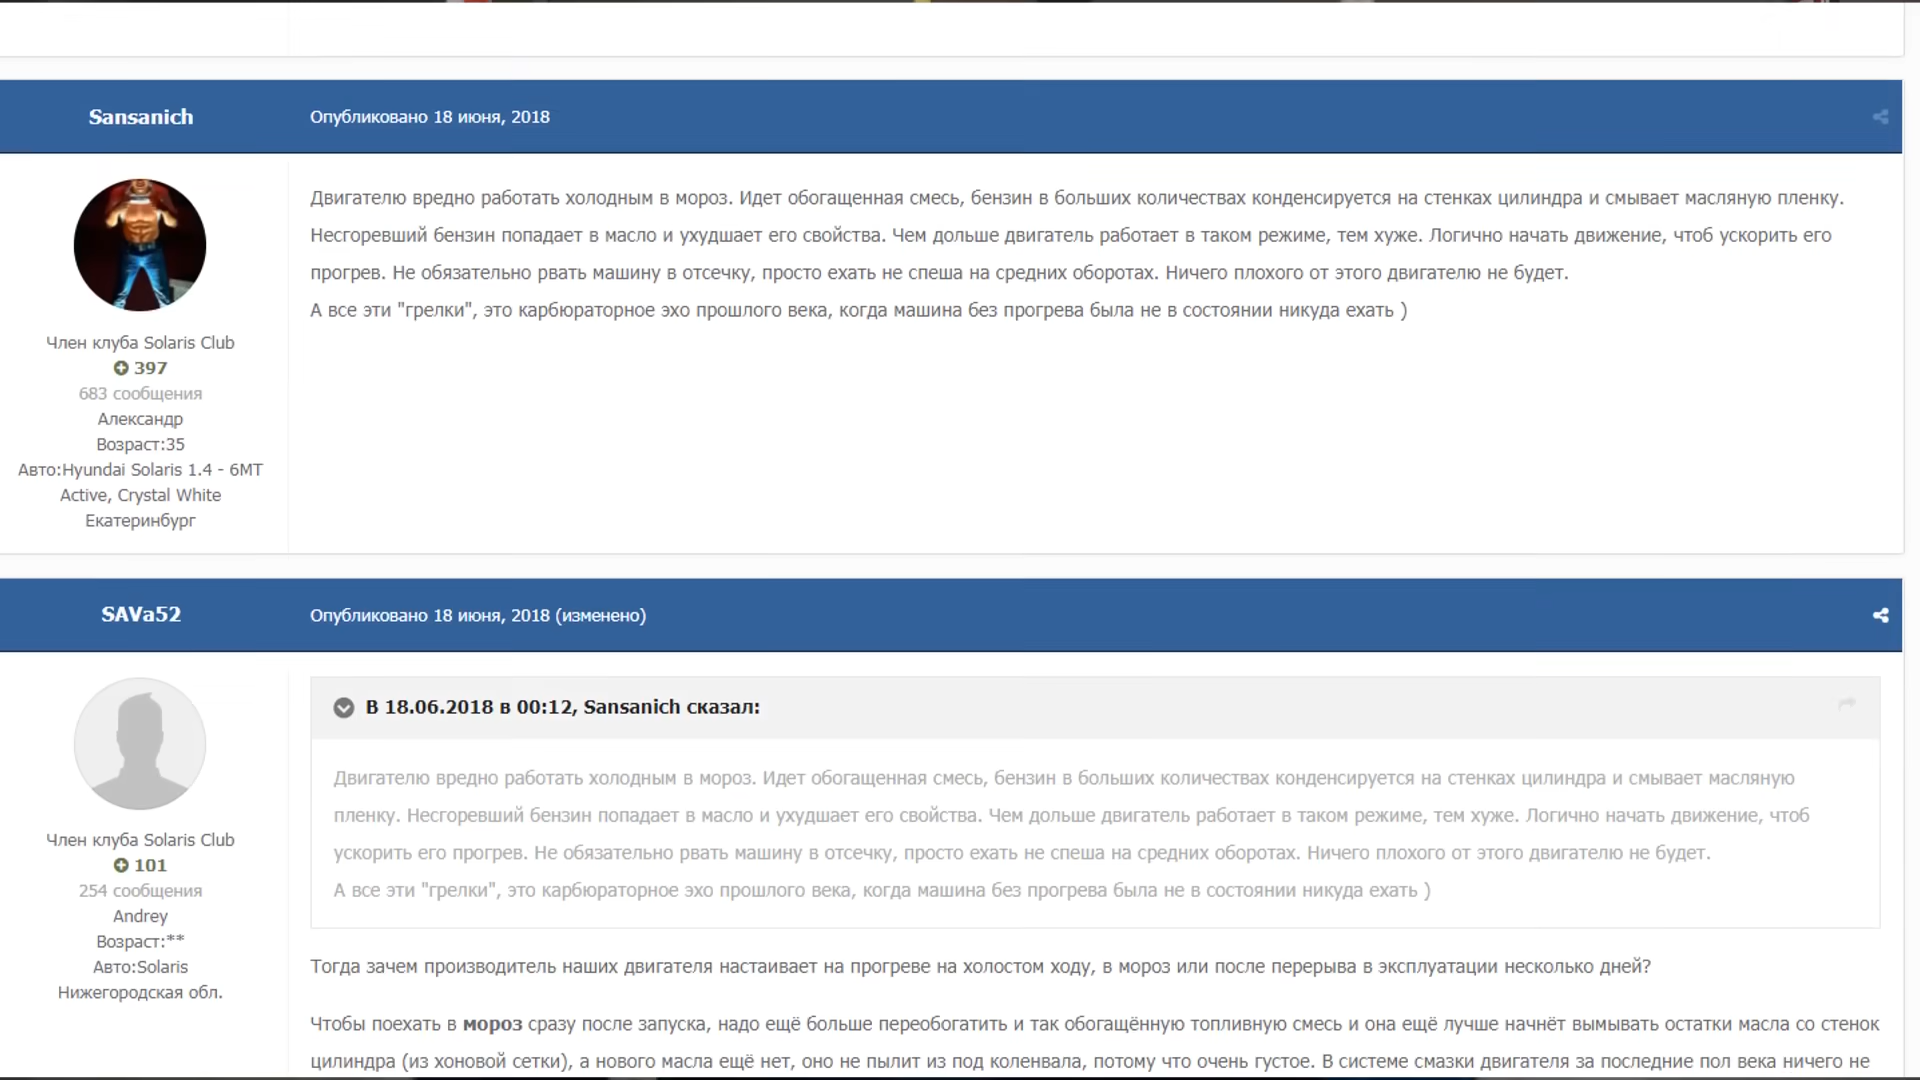 Sansanich
Опубликовано 18 июня, 2018
Двигателю вредно работать холодным в мороз. Идет обогащенная смесь, бензин в больших количествах конденсируется на стенках цилиндра и смывает масляную пленку.
Несгоревший бензин попадает в масло и ухудшает его свойства. Чем дольше двигатель работает в таком режиме, тем хуже. Логично начать движение, чтоб ускорить его
прогрев. Не обязательно рвать машину в отсечку, просто ехать не спеша на средних оборотах. Ничего плохого от этого двигателю не будет.
А все эти "грелки", это карбюраторное эхо прошлого века, когда машина без прогрева была не в состоянии никуда ехать )
Член клуба Solaris Club
397
683 сообщения
Александр
Возраст:35
Авто:Hyundai Solaris 1.4 - 6MT
Active, Crystal White
Екатеринбург
SAVa52
Опубликовано 18 июня, 2018 (изменено)
В 18.06.2018 в 00:12, Sansanich сказал:
Двигателю вредно работать холодным в мороз. Идет обогащенная смесь, бензин в больших количествах конденсируется на стенках цилиндра и смывает масляную
пленку. Несгоревший бензин попадает в масло и ухудшает его свойства. Чем дольше двигатель работает в таком режиме, тем хуже. Логично начать движение, чтоб
ускорить его прогрев. Не обязательно рвать машину в отсечку, просто ехать не спеша на средних оборотах. Ничего плохого от этого двигателю не будет.
А все эти "грелки", это карбюраторное эхо прошлого века, когда машина без прогрева была не в состоянии никуда ехать )
Член клуба Solaris Club
101
254 сообщения
Andrey
Возраст:**
Авто:Solaris
Нижегородская обл.
Тогда зачем производитель наших двигателя настаивает на прогреве на холостом ходу, в мороз или после перерыва в эксплуатации несколько дней?
Чтобы поехать в мороз сразу после запуска, надо ещё больше переобогатить и так обогащённую топливную смесь и она ещё лучше начнёт вымывать остатки масла со стенок
цилиндра (из хоновой сетки), а нового масла ещё нет, оно не пылит из под коленвала, потому что очень густое. В системе смазки двигателя за последние пол века ничего не